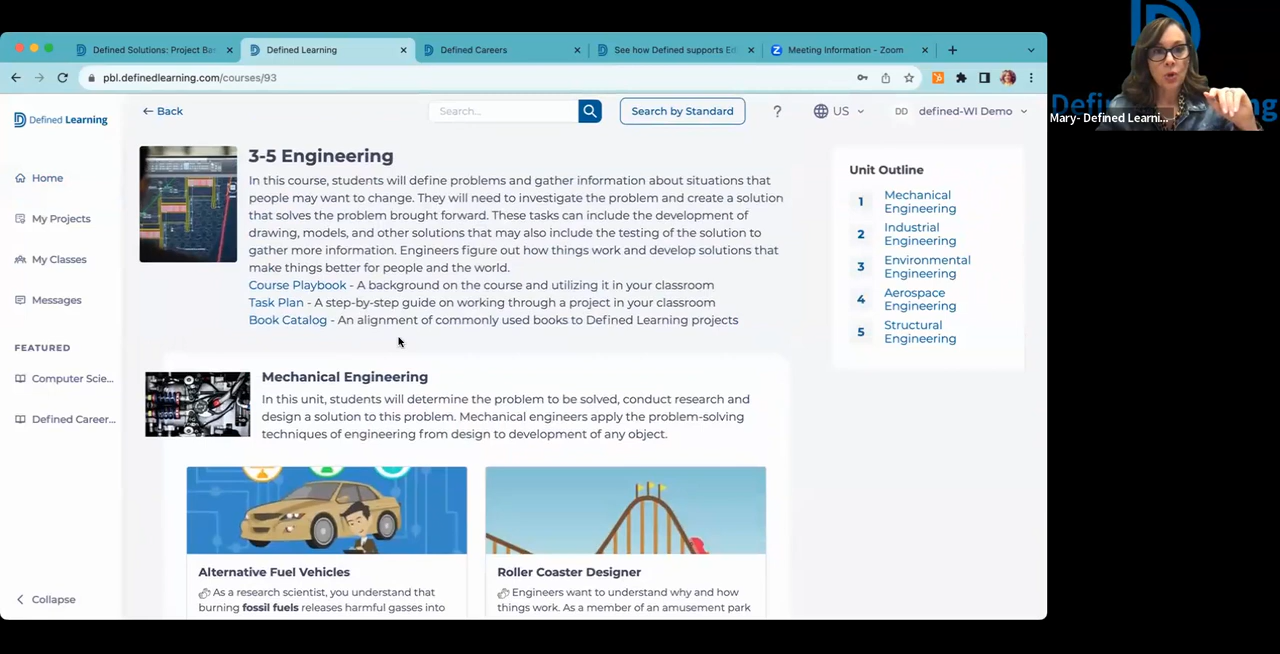 Defined Solutions: Project Ba
Defined Learning
Defined Careers
See how Defined supports Ed
Meeting Information - Zoom
pbl.definedlearning.com/courses/93
Defined Learning
Back
Search...
Search by Standard
?
US
DD
defined-WI Demo
Home
My Projects
My Classes
Messages
FEATURED
Computer Scie...
Defined Career...
Collapse
3-5 Engineering
In this course, students will define problems and gather information about situations that
people may want to change. They will need to investigate the problem and create a solution
that solves the problem brought forward. These tasks can include the development of
drawing, models, and other solutions that may also include the testing of the solution to
gather more information. Engineers figure out how things work and develop solutions that
make things better for people and the world.
Course Playbook - A background on the course and utilizing it in your classroom
Task Plan - A step-by-step guide on working through a project in your classroom
Book Catalog - An alignment of commonly used books to Defined Learning projects
Mechanical Engineering
In this unit, students will determine the problem to be solved, conduct research and
design a solution to this problem. Mechanical engineers apply the problem-solving
techniques of engineering from design to development of any object.
Alternative Fuel Vehicles
As a research scientist, you understand that
burning fossil fuels releases harmful gasses into
Roller Coaster Designer
Engineers want to understand why and how
things work. As a member of an amusement park
Unit Outline
1 Mechanical
Engineering
2 Industrial
Engineering
3 Environmental
Engineering
4 Aerospace
Engineering
5 Structural
Engineering
Mary- Defined Learni...